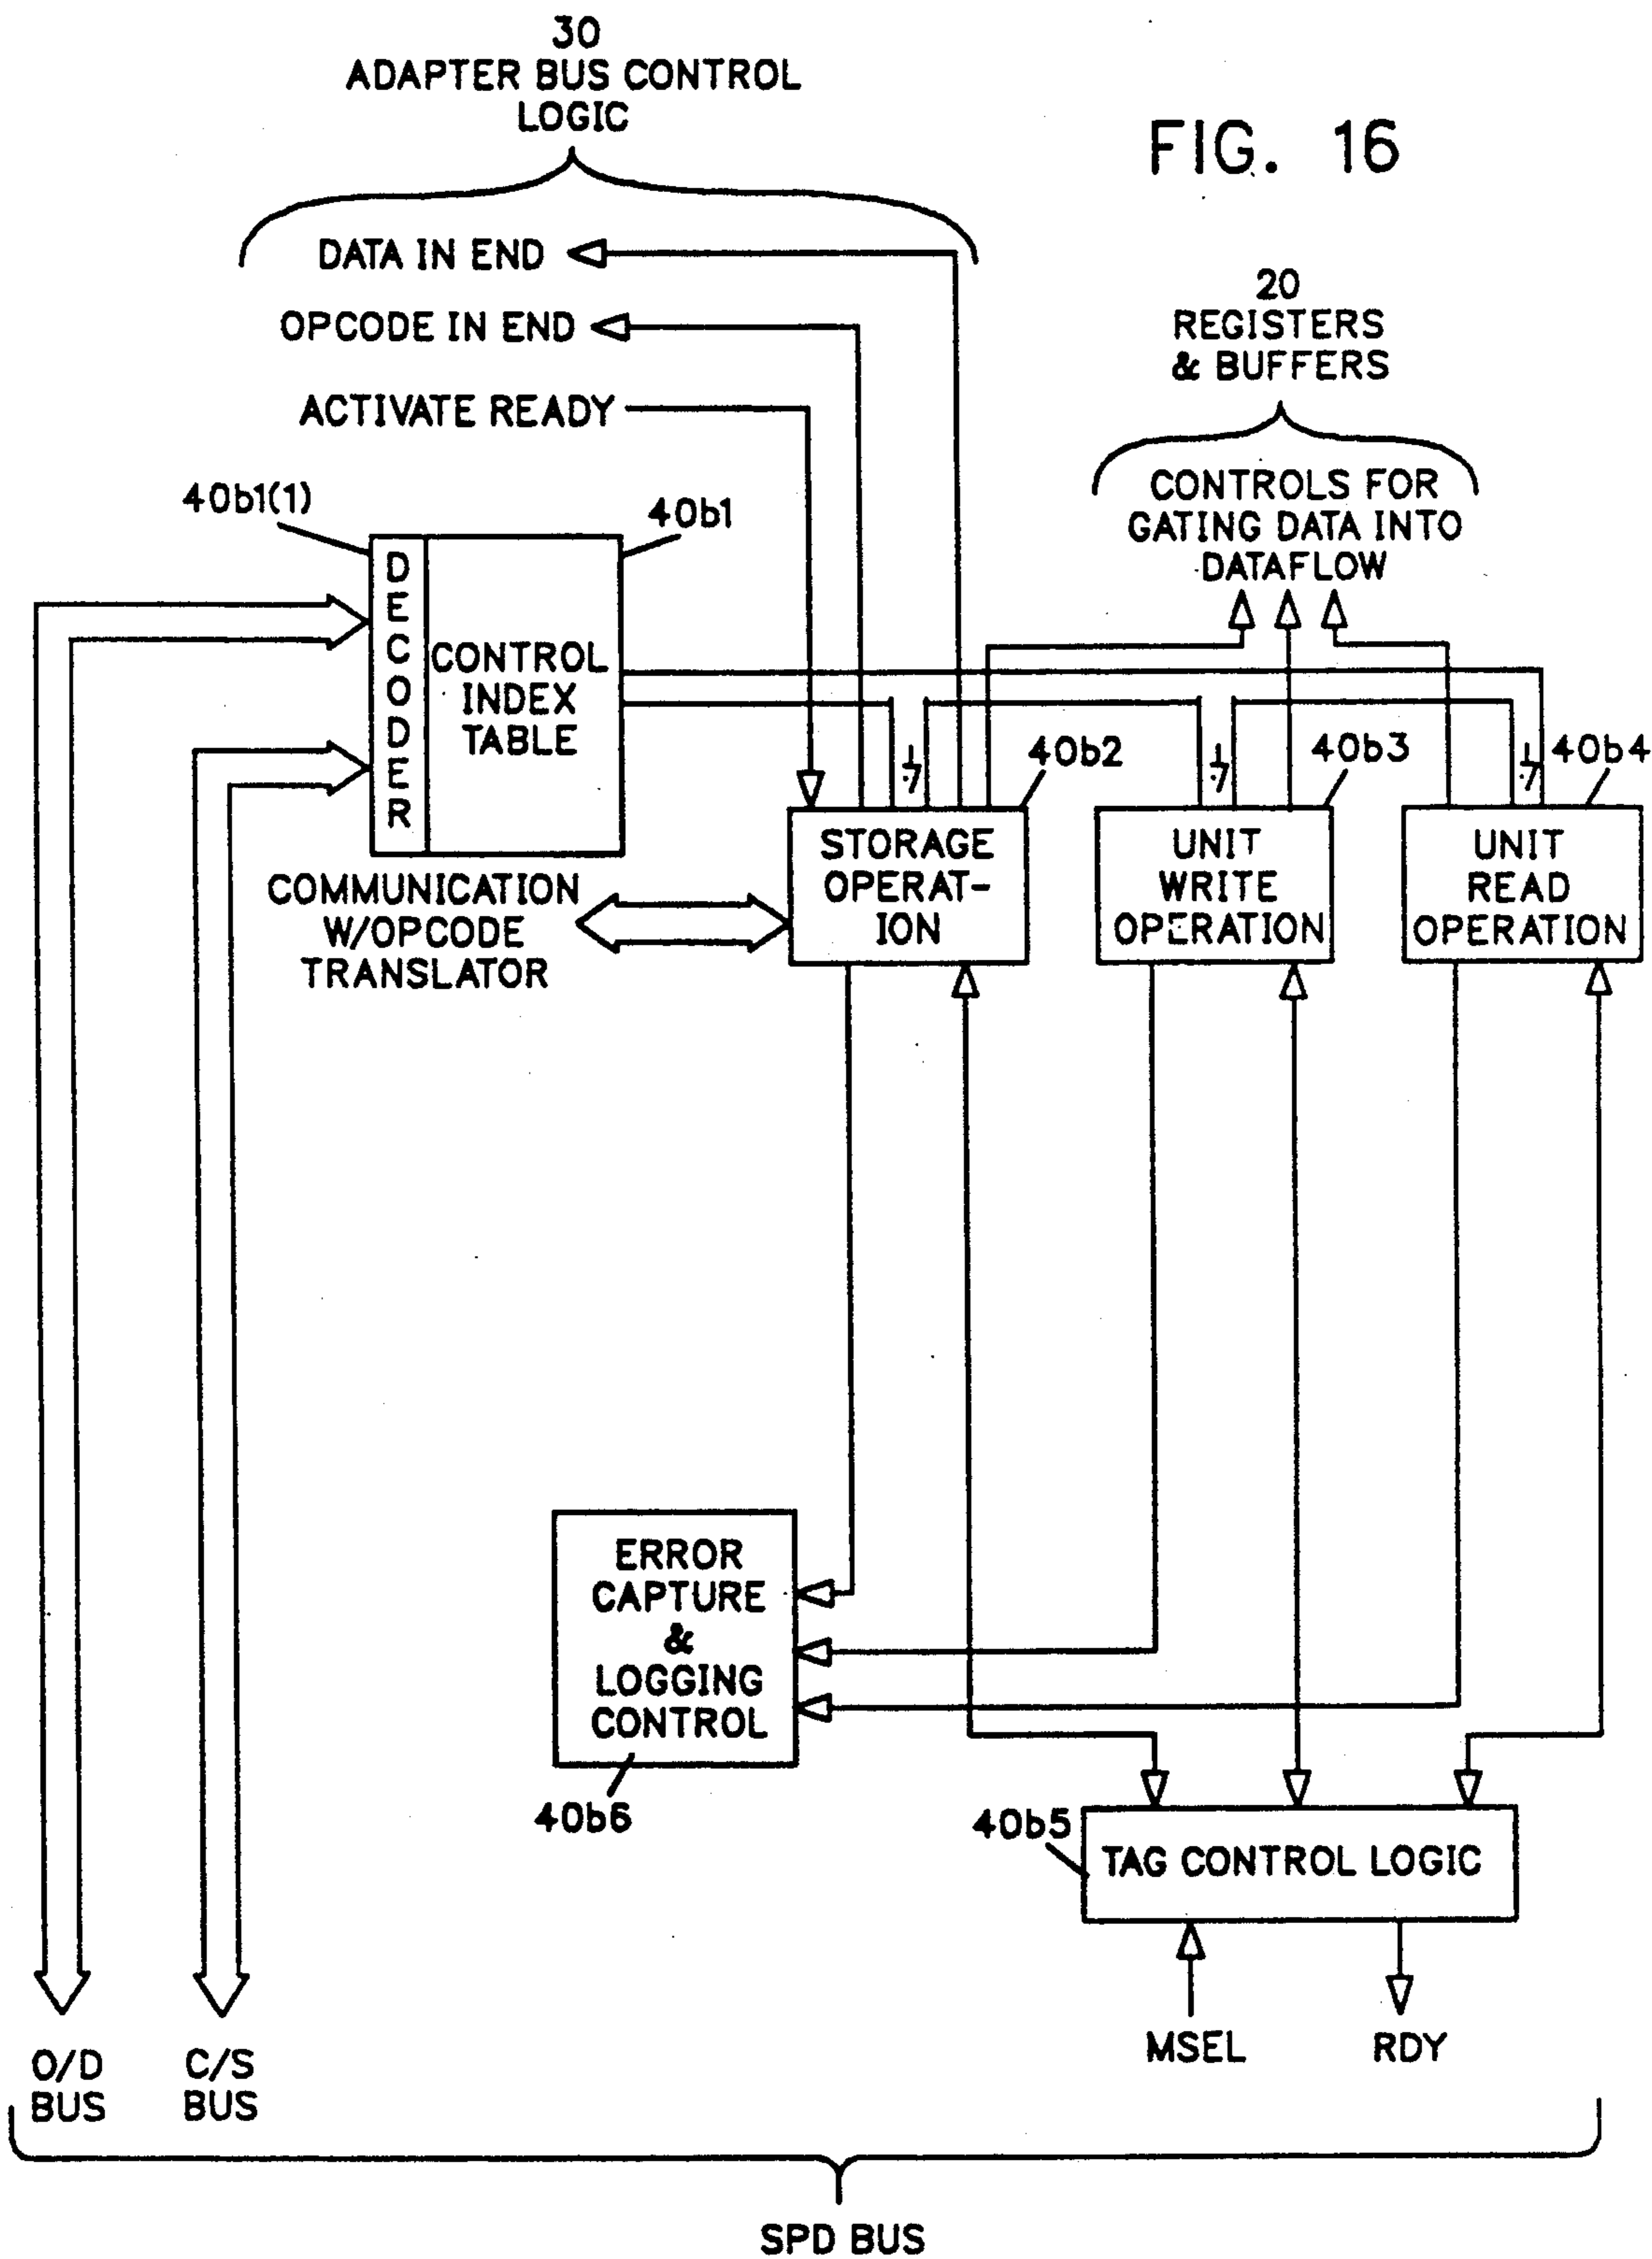 30
ADAPTER BUS CONTROL
LOGIC
FIG. 16
DATA IN END
OPCODE IN END
ACTIVATE READY
20
REGISTERS
& BUFFERS
CONTROLS FOR
GATING DATA INTO
DATAFLOW
40b1(1)
40b1
DECODER
CONTROL
INDEX
TABLE
40b2
40b3
40b4
STORAGE
OPERAT-
ION
UNIT
WRITE
OPERATION
UNIT
READ
OPERATION
COMMUNICATION
W/OPCODE
TRANSLATOR
ERROR
CAPTURE
&
LOGGING
CONTROL
40b6
40b5
TAG CONTROL LOGIC
MSEL
RDY
O/D
BUS
C/S
BUS
SPD BUS